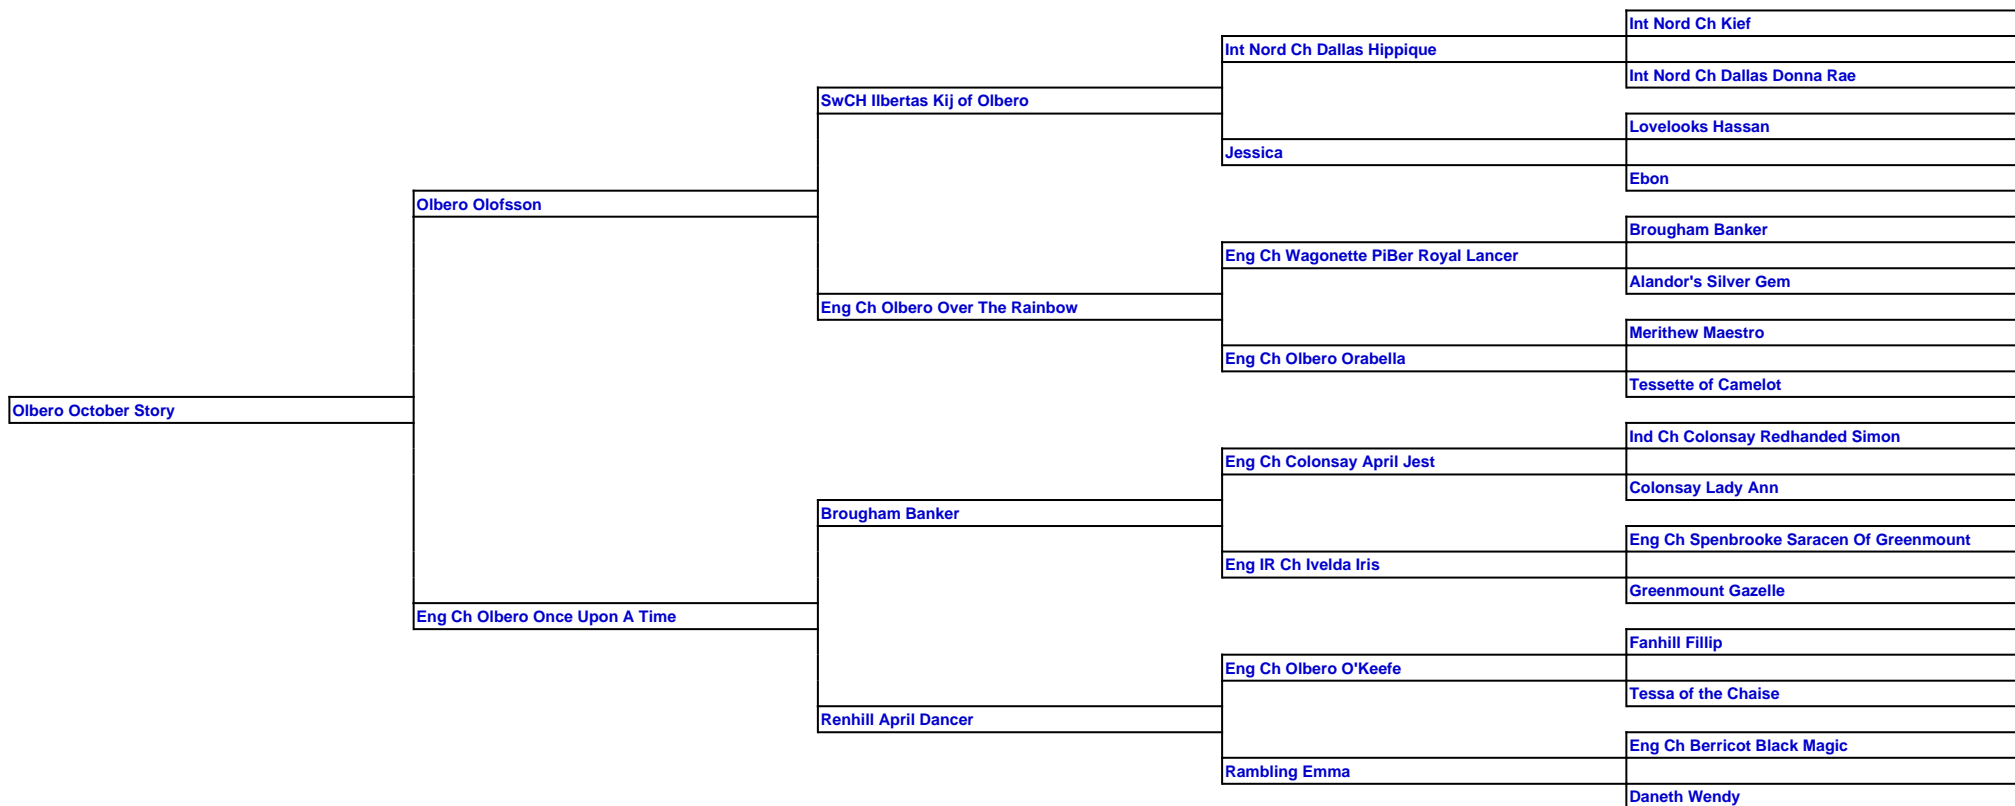 Int Nord Ch Kief
Int Nord Ch Dallas Hippique
Int Nord Ch Dallas Donna Rae
SwCH Ilbertas Kij of Olbero
Lovelooks Hassan
Jessica
Ebon
Olbero Olofsson
Brougham Banker
Eng Ch Wagonette PiBer Royal Lancer
Alandor's Silver Gem
Eng Ch Olbero Over The Rainbow
Merithew Maestro
Eng Ch Olbero Orabella
Tessette of Camelot
Olbero October Story
Ind Ch Colonsay Redhanded Simon
Eng Ch Colonsay April Jest
Colonsay Lady Ann
Brougham Banker
Eng Ch Spenbrooke Saracen Of Greenmount
Eng IR Ch Ivelda Iris
Greenmount Gazelle
Eng Ch Olbero Once Upon A Time
Fanhill Fillip
Eng Ch Olbero O'Keefe
Tessa of the Chaise
Renhill April Dancer
Eng Ch Berricot Black Magic
Rambling Emma
Daneth Wendy